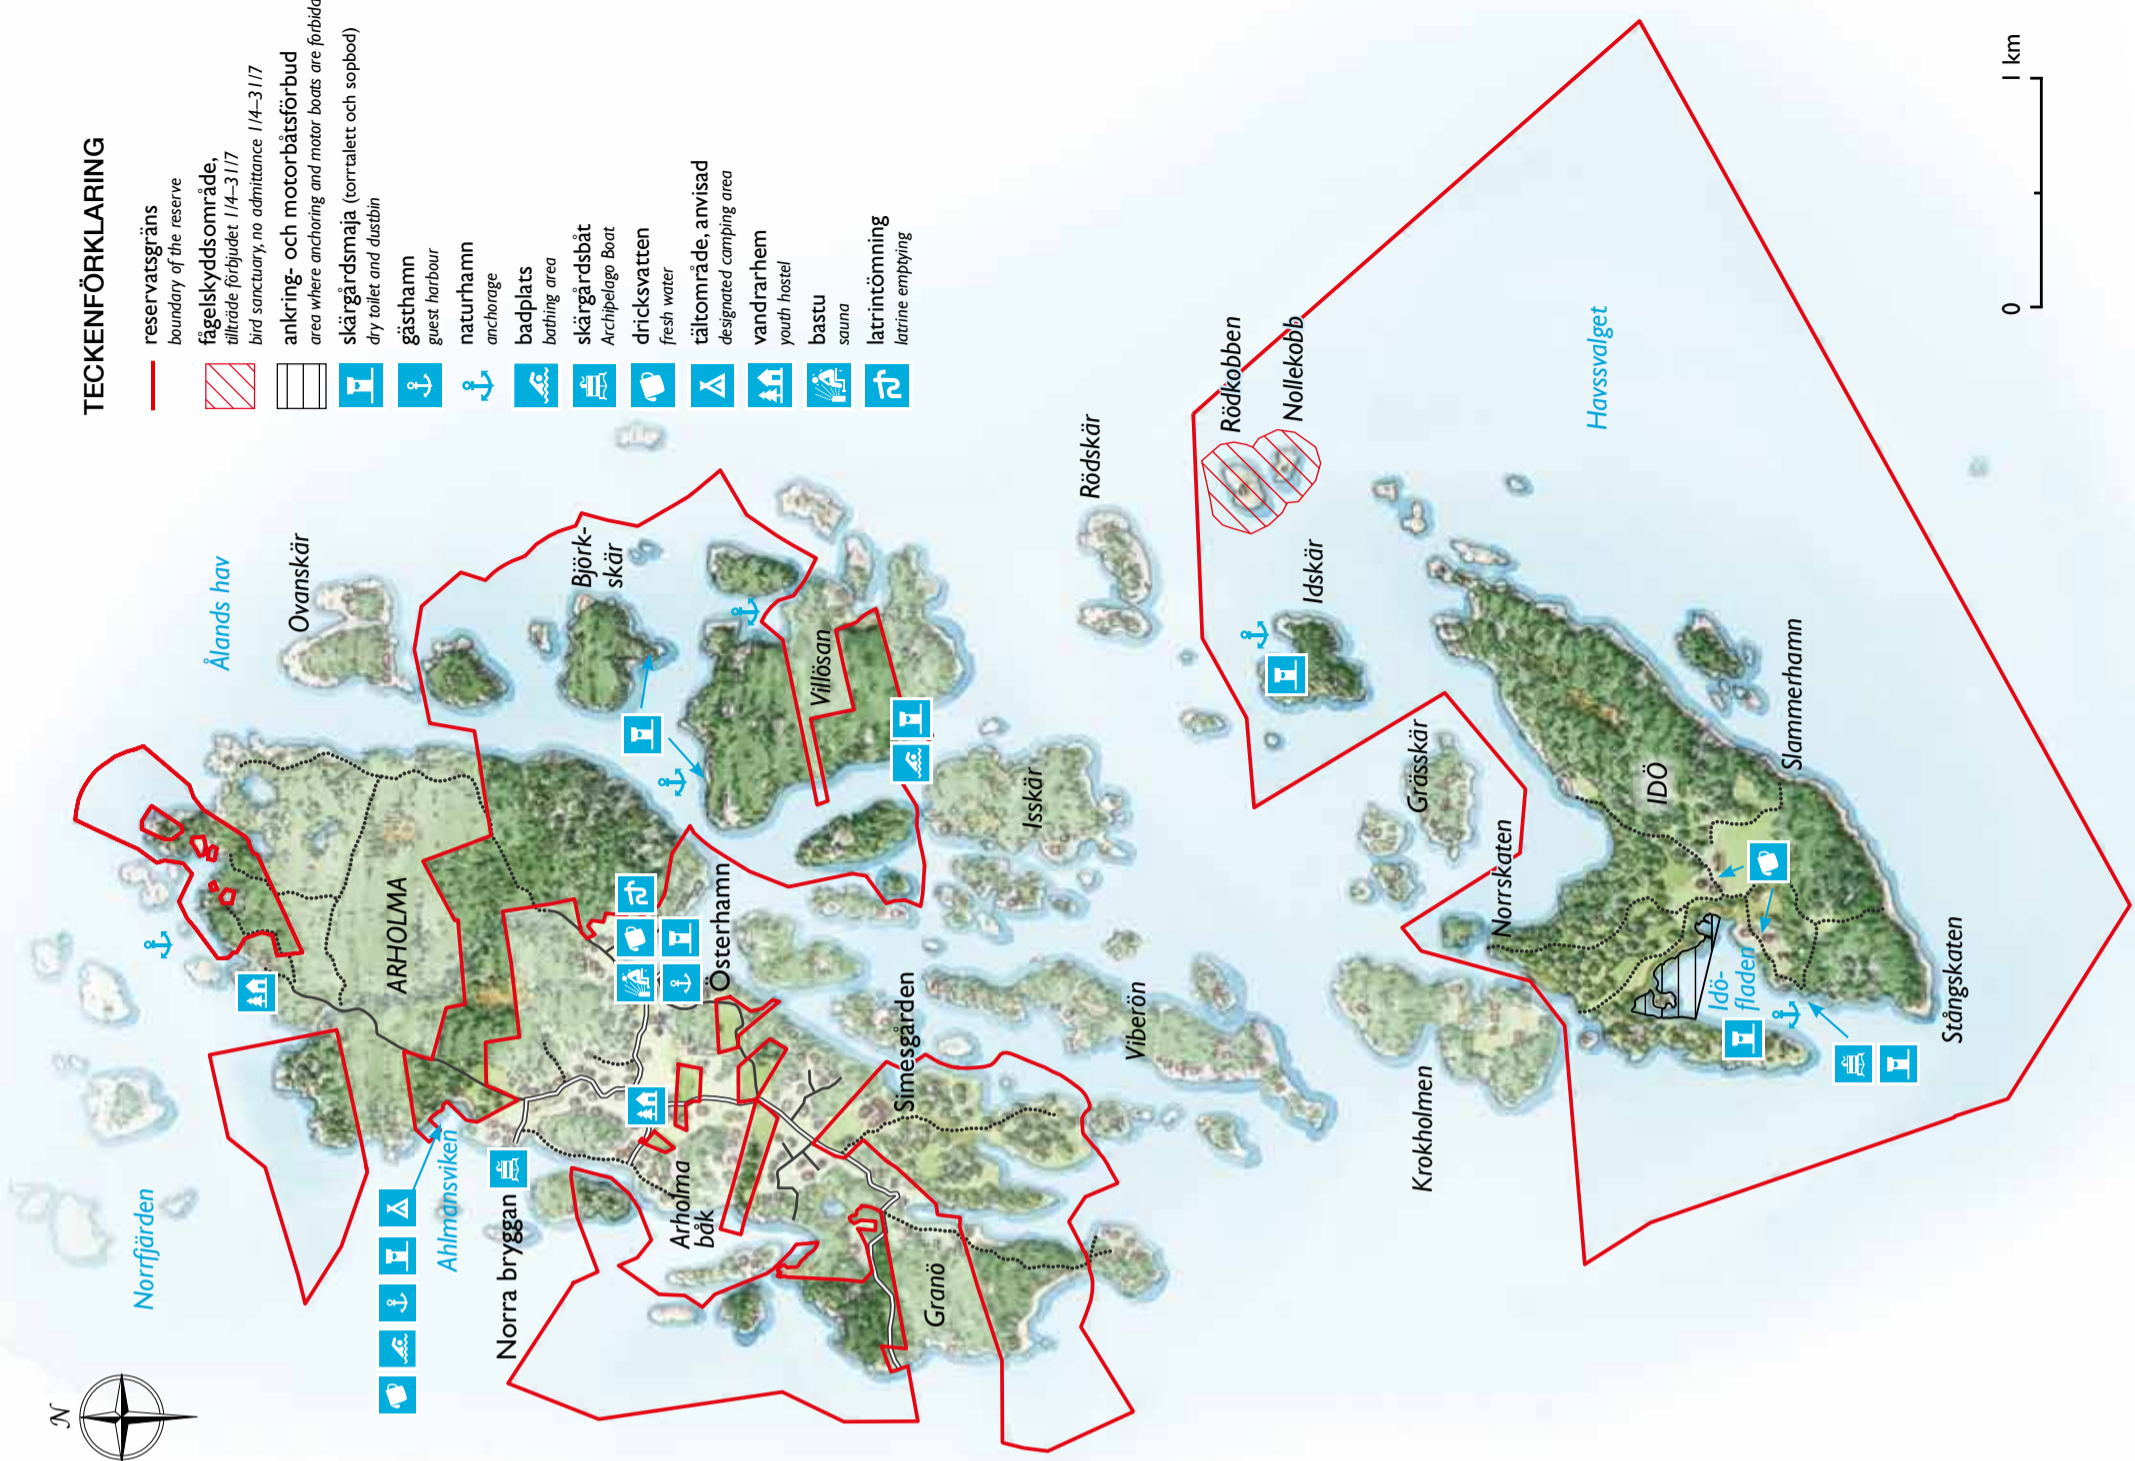 TECKENFÖRKLARING
reservatsgräns
boundary of the reserve
fågelskyddsområde,
tillträde förbjudet 1/4–31/7
bird sanctuary, no admittance 1/4–31/7
ankring- och motorbåtsförbud
area where anchoring and motor boats are forbid
skärgårdsmaja (torrtalett och sopbod)
dry toilet and dustbin
gästhamn
guest harbour
naturhamn
anchorage
badplats
bathing area
skärgårdsbåt
Archipelago Boat
dricksvatten
fresh water
tältområde, anvisad
designated camping area
vandrarhem
youth hostel
bastu
sauna
latrintömning
latrine emptying
N
Norrfjärden
Ålands hav
Ovanskär
ARHOLMA
Ahlmansviken
Norra bryggan
Björk-
skär
Villösan
Österhamn
Arholma
båk
Simesgården
Granö
Isskär
Rödskär
Viberön
Rödkobben
Nollekobb
Idskär
Grässkär
Krokholmen
Norrskaten
Havssvalget
IDÖ
Idö-
fladen
Slammerhamn
Stångskaten
0
1 km